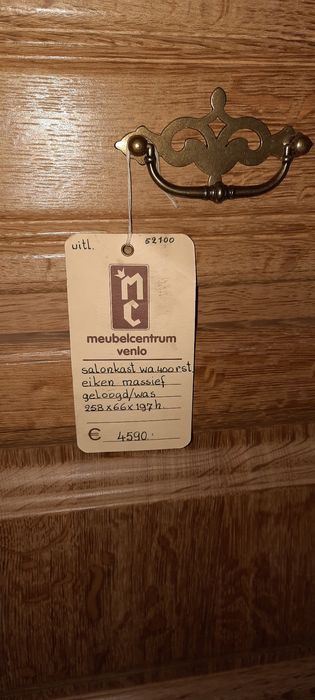 uitl. 52100
MC
meubelcentrum
venlo
salonkast wa.400rst.
eiken massief
geloogd/was
258x66x197h
€ 4590.